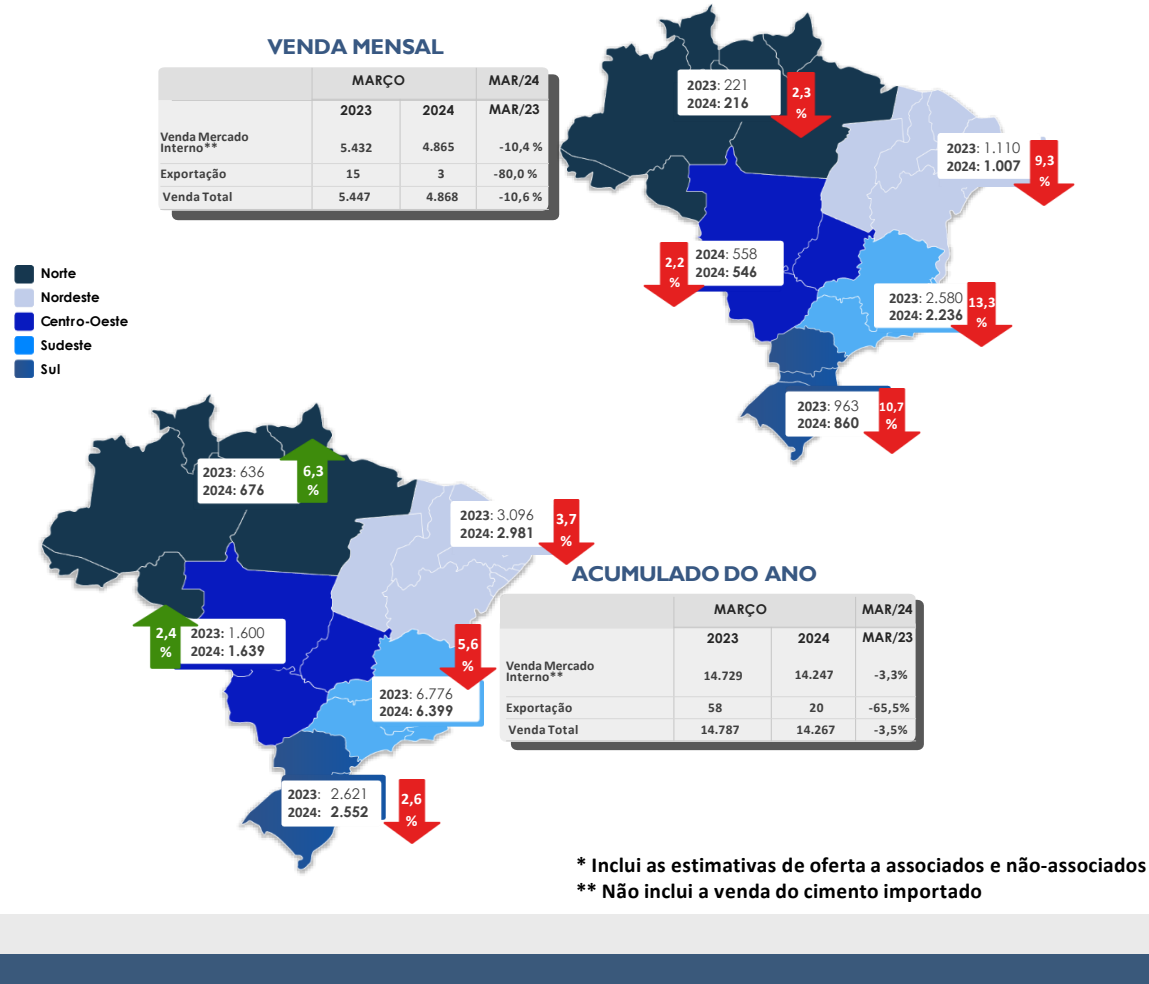 VENDA MENSAL
MARÇO MAR/24
2023 2024 MAR/23
Venda Mercado
Interno** 5.432 4.865 -10,4 %
Exportação 15 3 -80,0 %
Venda Total 5.447 4.868 -10,6 %
2023: 221
2024: 216
2,3
%
2023: 1.110
2024: 1.007
9,3
%
2024: 558
2024: 546
2,2
%
2023: 2.580
2024: 2.236
13,3
%
2023: 963
2024: 860
10,7
%
Norte
Nordeste
Centro-Oeste
Sudeste
Sul
2023: 636
2024: 676
6,3
%
2023: 3.096
2024: 2.981
3,7
%
2,4
%
2023: 1.600
2024: 1.639
5,6
%
2023: 6.776
2024: 6.399
2023: 2.621
2024: 2.552
2,6
%
ACUMULADO DO ANO
MARÇO MAR/24
2023 2024 MAR/23
Venda Mercado
Interno** 14.729 14.247 -3,3%
Exportação 58 20 -65,5%
Venda Total 14.787 14.267 -3,5%
* Inclui as estimativas de oferta a associados e não-associados
** Não inclui a venda do cimento importado